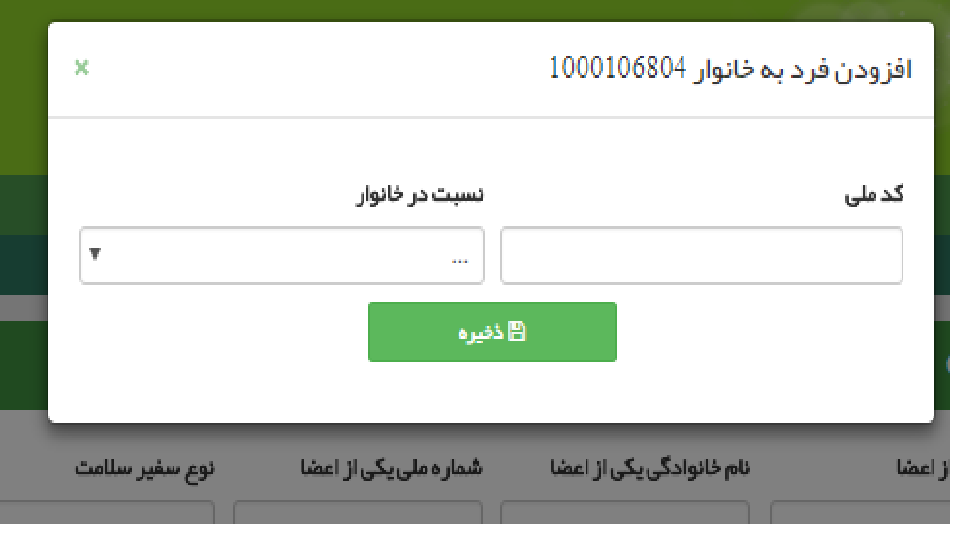 افزودن فرد به خانوار 1000106804
×
کد ملی
نسبت در خانوار
...
ذخیره
از اعضا
نام خانوادگی یکی از اعضا
شماره ملی یکی از اعضا
نوع سفیر سلامت